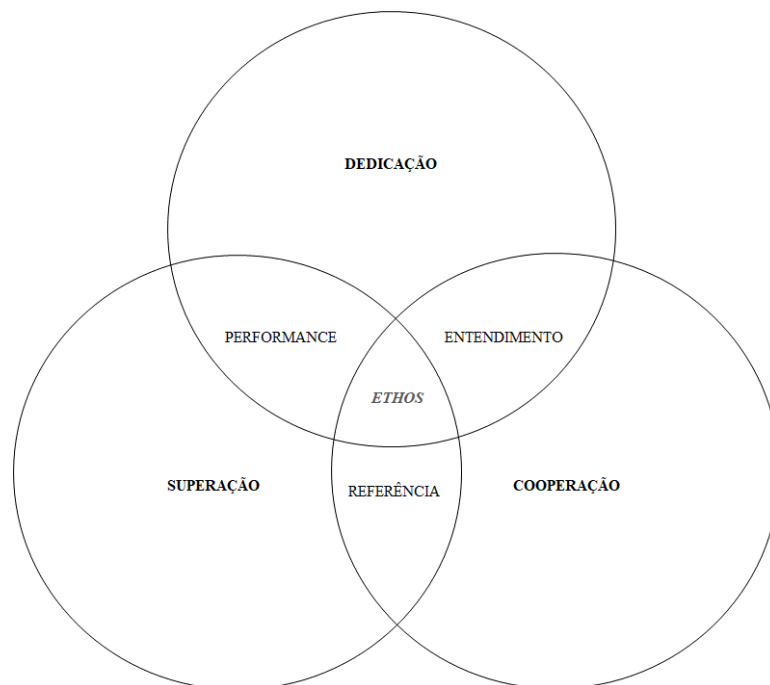 DEDICAÇÃO
PERFORMANCE
ENTENDIMENTO
ETHOS
SUPERAÇÃO
REFERÊNCIA
COOPERAÇÃO